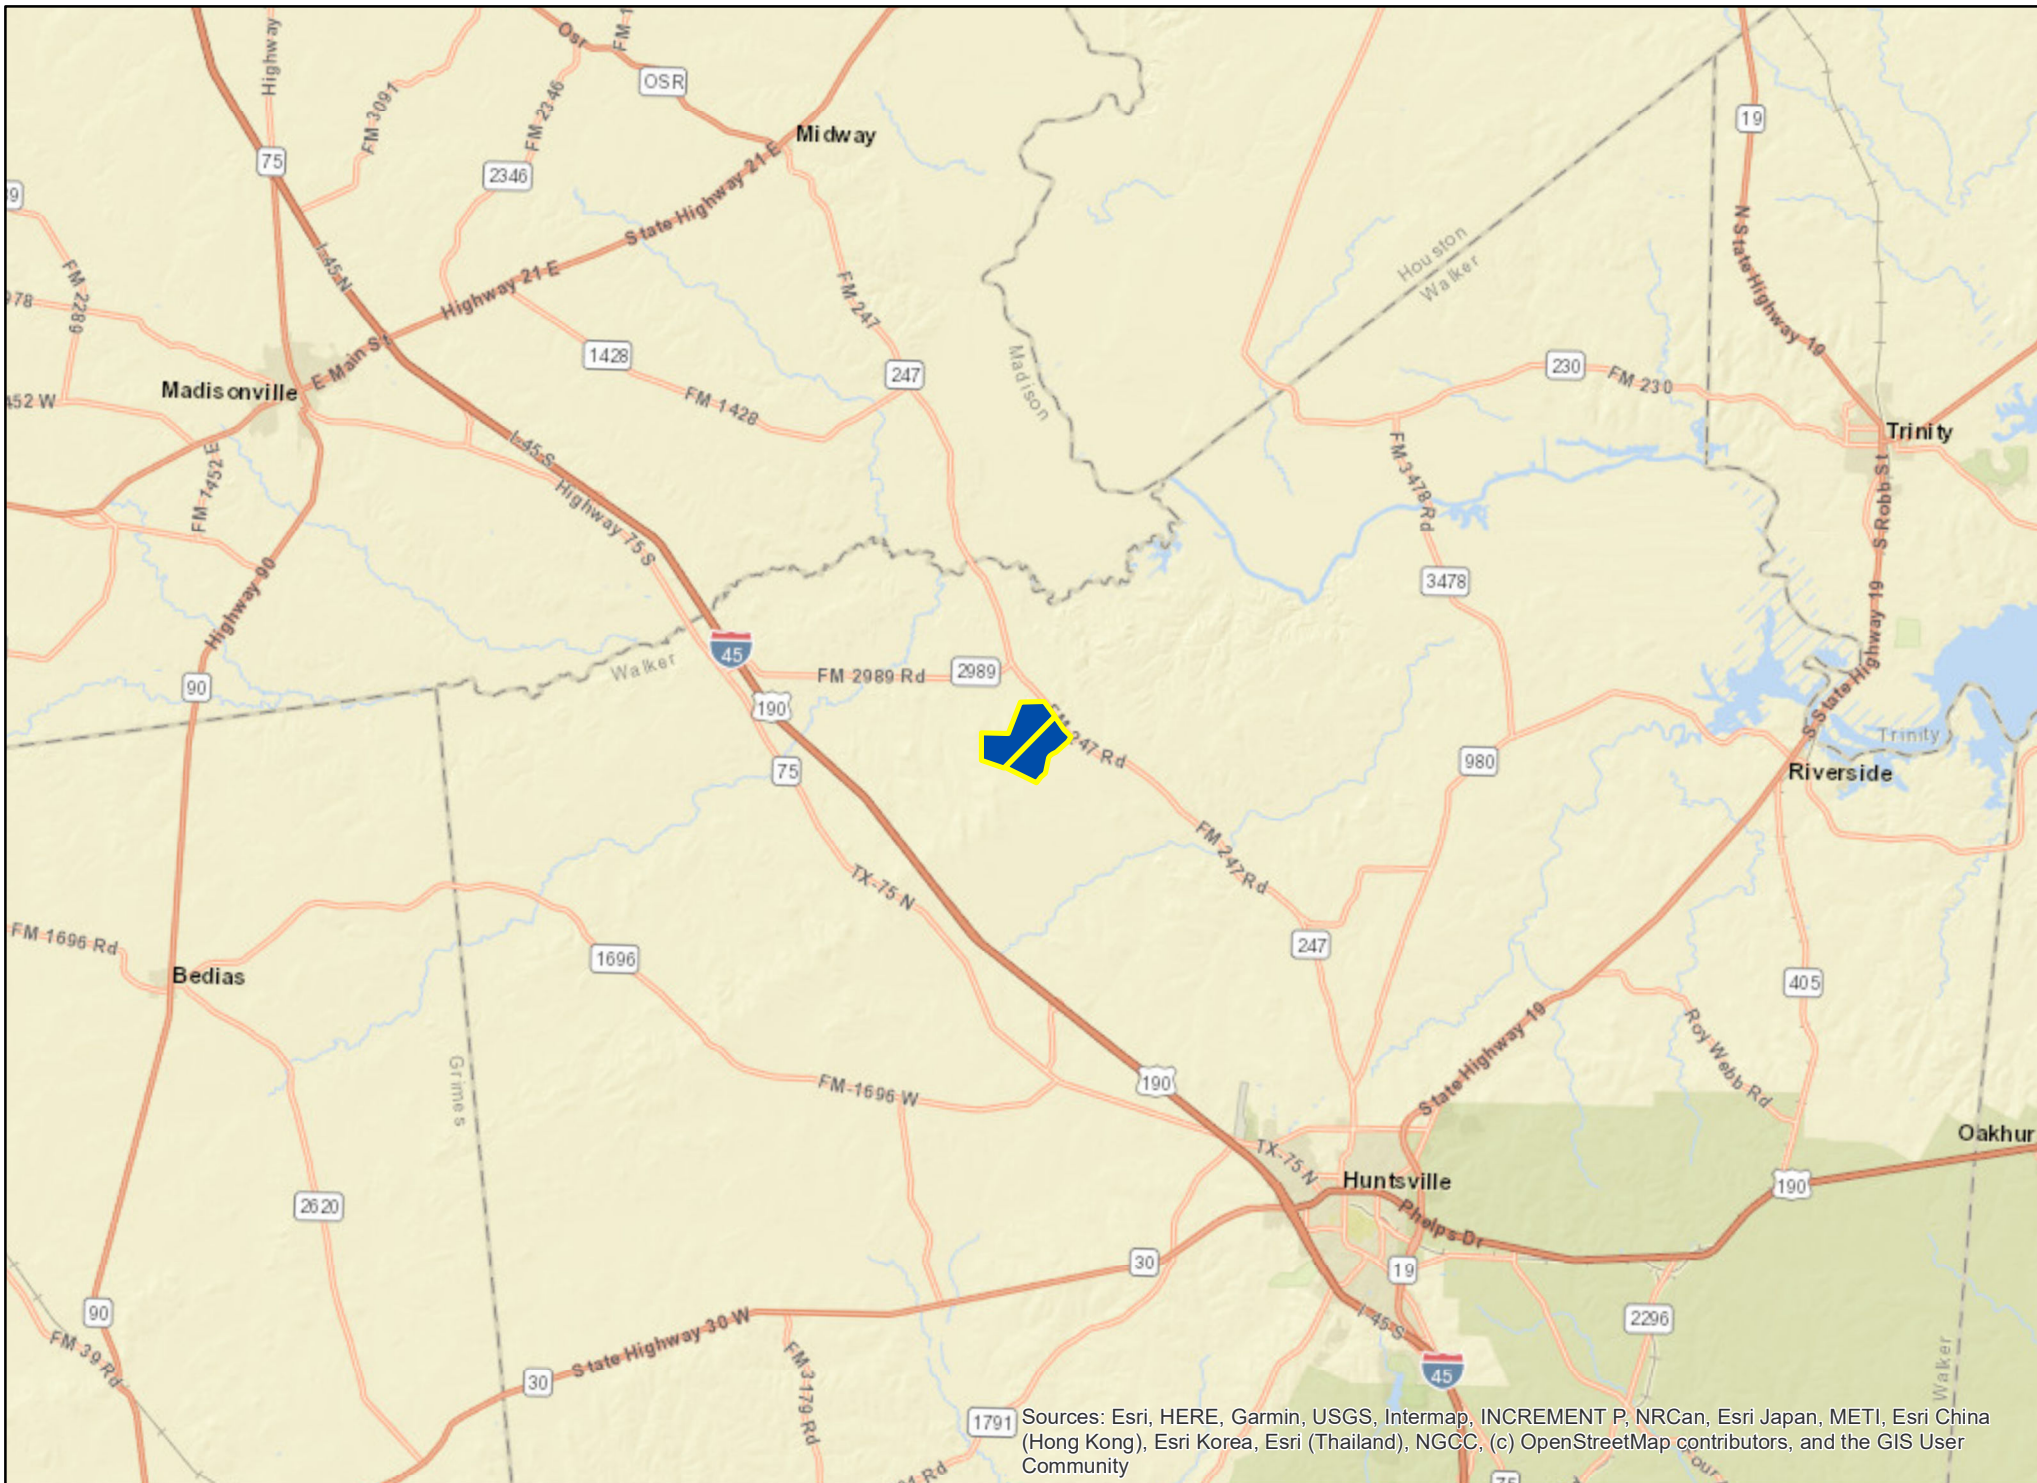 Highway
Osr
FM 1
OSR
FM 3091
FM 2346
Midway
19
75
2346
State Highway 21 E
N State Highway 19
Houston
Walker
FM 2289
I-45 N
Highway 21 E
FM 247
978
E Main St
1428
247
Madison
230
FM 230
Madisonville
FM 1428
452 W
Trinity
I-45 S
FM 1452 E
Highway 75 S
FM 3478 Rd
S Robb St
Highway 90
3478
S State Highway 19
45
Walker
FM 2989 Rd
2989
90
190
FM 247 Rd
Trinity
75
980
Riverside
FM 247 Rd
TX-75 N
FM 1696 Rd
247
1696
Bedias
405
State Highway 19
Roy Webb Rd
Grimes
FM-1696 W
190
Oakhur
TX-75 N
Huntsville
190
2620
Phelps Dr
30
19
90
I-45 S
2296
State Highway 30 W
FM 39 Rd
FM 3179 Rd
45
Walker
30
1791
Sources: Esri, HERE, Garmin, USGS, Intermap, INCREMENT P, NRCan, Esri Japan, METI, Esri China
(Hong Kong), Esri Korea, Esri (Thailand), NGCC, (c) OpenStreetMap contributors, and the GIS User
Community
Rd
75